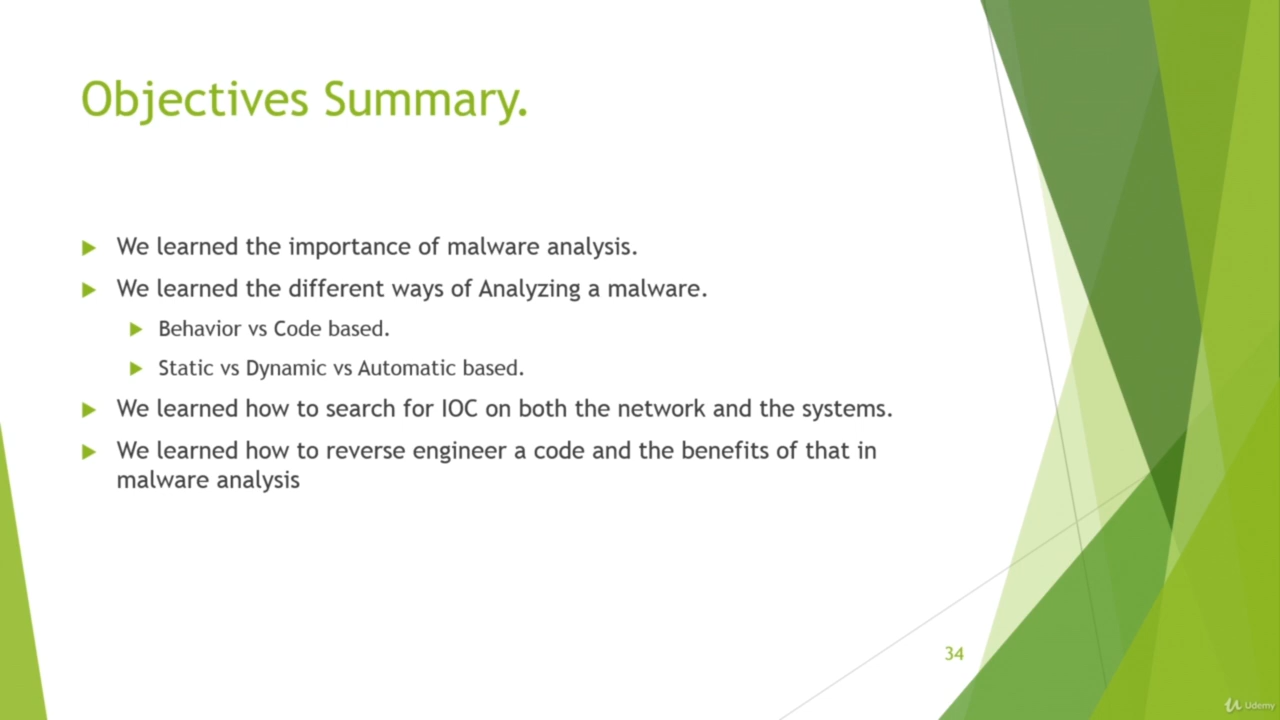 Objectives Summary.
We learned the importance of malware analysis.
We learned the different ways of Analyzing a malware.
Behavior vs Code based.
Static vs Dynamic vs Automatic based.
We learned how to search for IOC on both the network and the systems.
We learned how to reverse engineer a code and the benefits of that in
malware analysis
34
Udemy